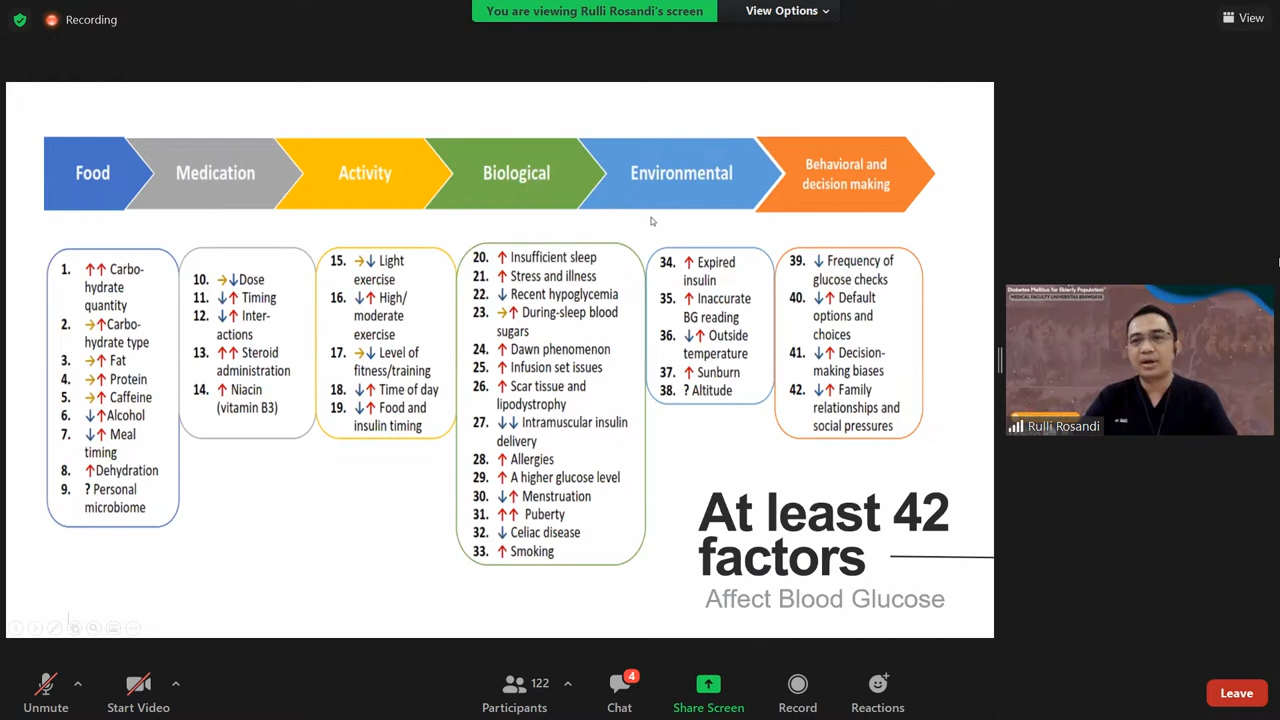 Recording
You are viewing Rulli Rosandi's screen
View Options
View
Food
Medication
Activity
Biological
Environmental
Behavioral and
decision making
1. ↑↑ Carbo-
hydrate
quantity
2. →↑Carbo-
hydrate type
3. →↑ Fat
4. →↑ Protein
5. →↑ Caffeine
6. ↓↑Alcohol
7. ↓↑ Meal
timing
8. ↑Dehydration
9. ? Personal
microbiome
10. →↓Dose
11. ↓↑ Timing
12. ↓↑ Inter-
actions
13. ↑↑ Steroid
administration
14. ↑ Niacin
(vitamin B3)
15. →↓ Light
exercise
16. ↓↑ High/
moderate
exercise
17. →↓ Level of
fitness/training
18. ↓↑ Time of day
19. ↓↑ Food and
insulin timing
20. ↑ Insufficient sleep
21. ↑ Stress and illness
22. ↓ Recent hypoglycemia
23. →↑ During-sleep blood
sugars
24. ↑ Dawn phenomenon
25. ↑ Infusion set issues
26. ↑ Scar tissue and
lipodystrophy
27. ↓↓ Intramuscular insulin
delivery
28. ↑ Allergies
29. ↑ A higher glucose level
30. ↓↑ Menstruation
31. ↑↑ Puberty
32. ↓ Celiac disease
33. ↑ Smoking
34. ↑ Expired
insulin
35. ↑ Inaccurate
BG reading
36. ↓↑ Outside
temperature
37. ↑ Sunburn
38. ? Altitude
39. ↓ Frequency of
glucose checks
40. ↓↑ Default
options and
choices
41. ↓↑ Decision-
making biases
42. ↓↑ Family
relationships and
social pressures
At least 42
factors
Affect Blood Glucose
Diabetes Mellitus for Elderly Population"
MEDICAL FACULTY UNIVERSITAS BRAWIJAYA
Rulli Rosandi
Unmute
Start Video
122
Participants
4
Chat
Share Screen
Record
Reactions
Leave